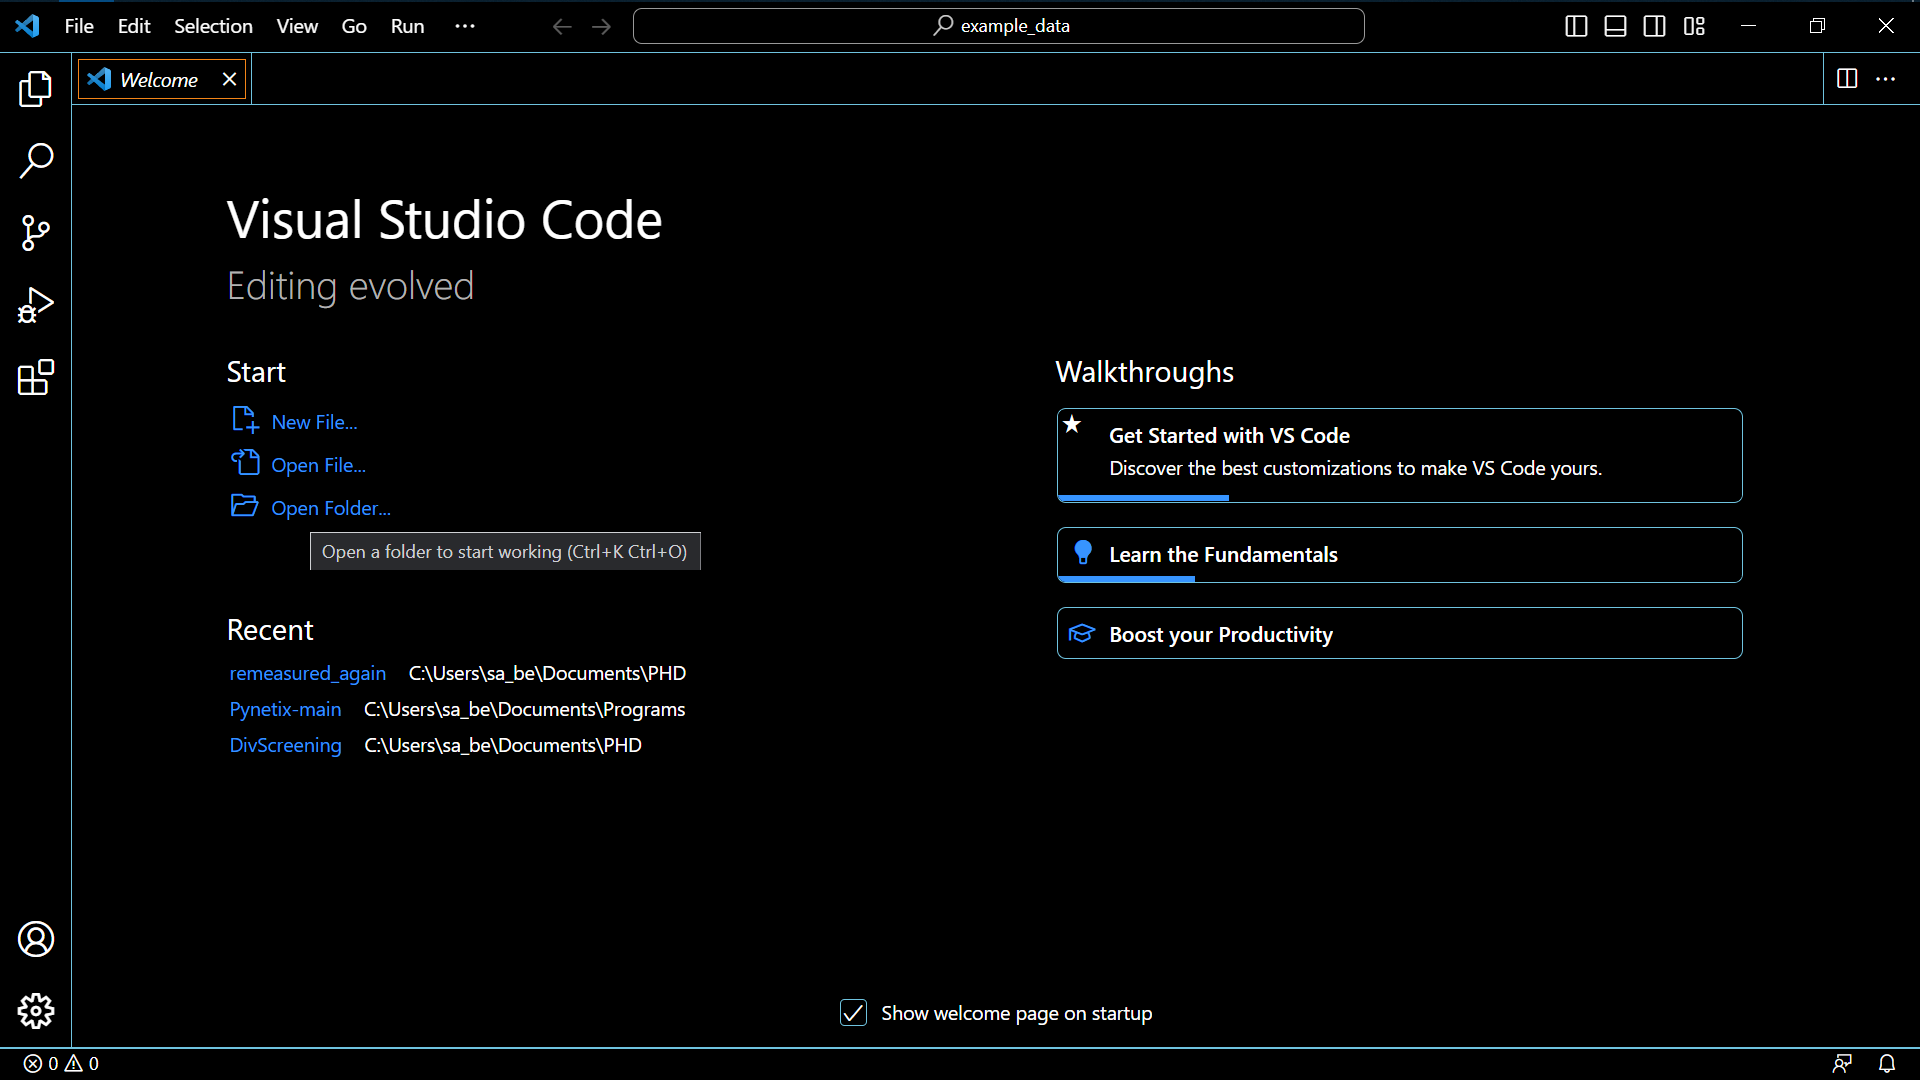 File Edit Selection View Go Run ··· example_data
Welcome
Visual Studio Code
Editing evolved
Start
New File...
Open File...
Open Folder...
Open a folder to start working (Ctrl+K Ctrl+O)
Recent
remeasured_again C:\Users\sa_be\Documents\PHD
Pynetix-main C:\Users\sa_be\Documents\Programs
DivScreening C:\Users\sa_be\Documents\PHD
Walkthroughs
Get Started with VS Code
Discover the best customizations to make VS Code yours.
Learn the Fundamentals
Boost your Productivity
Show welcome page on startup
0 0